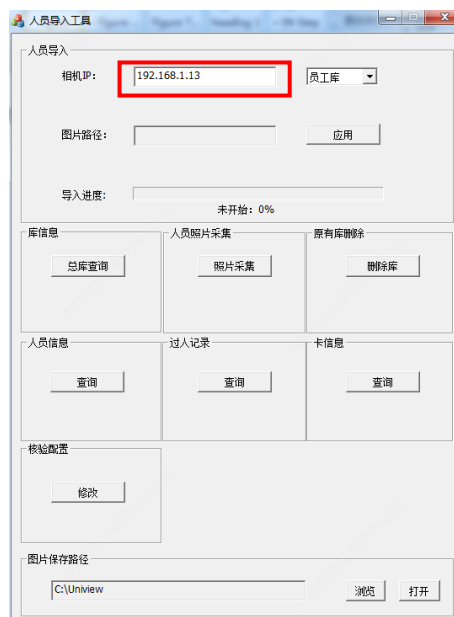 人员导入工具
人员导入
相机IP: 192.168.1.13 员工库
图片路径: 应用
导入进度:
未开始: 0%
库信息 人员照片采集 原有库删除
总库查询 照片采集 删除库
人员信息 过人记录 卡信息
查询 查询 查询
核验配置
修改
图片保存路径
C:\Uniview 浏览 打开